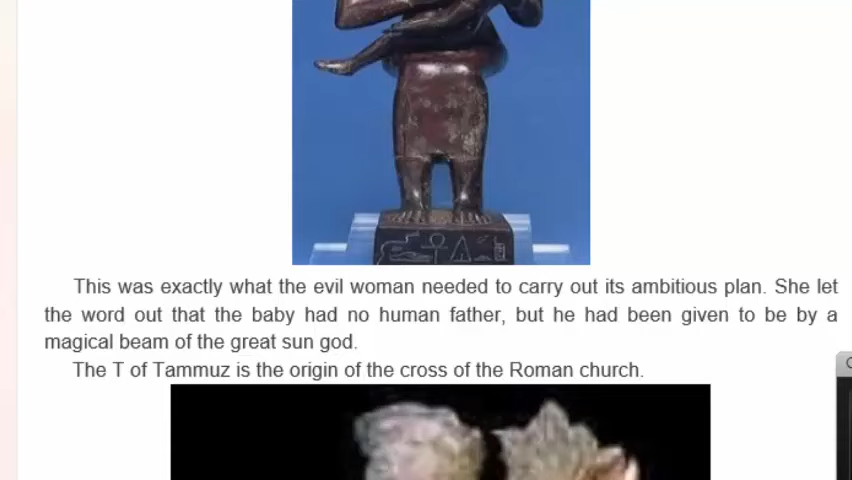 This was exactly what the evil woman needed to carry out its ambitious plan. She let
the word out that the baby had no human father, but he had been given to be by a
magical beam of the great sun god.
The T of Tammuz is the origin of the cross of the Roman church.